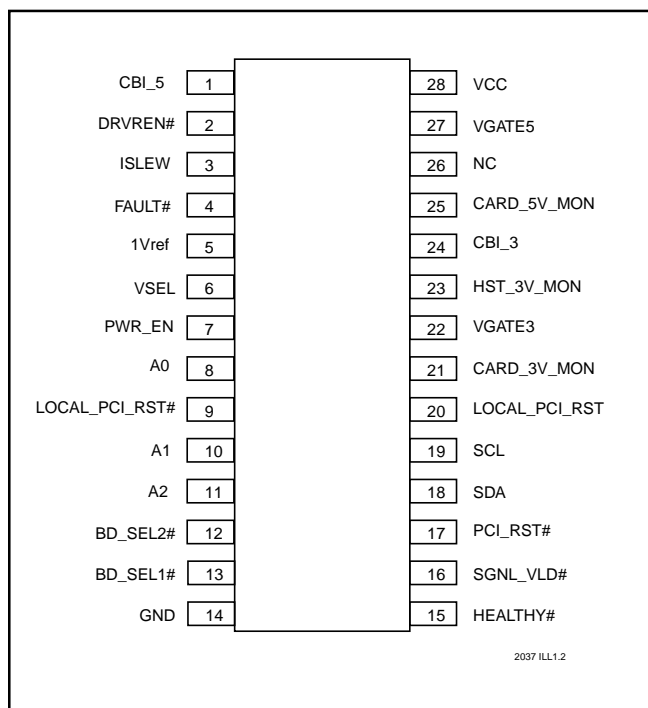 CBI_5 1 28 VCC
DRVREN# 2 27 VGATE5
ISLEW 3 26 NC
FAULT# 4 25 CARD_5V_MON
1Vref 5 24 CBI_3
VSEL 6 23 HST_3V_MON
PWR_EN 7 22 VGATE3
A0 8 21 CARD_3V_MON
LOCAL_PCI_RST# 9 20 LOCAL_PCI_RST
A1 10 19 SCL
A2 11 18 SDA
BD_SEL2# 12 17 PCI_RST#
BD_SEL1# 13 16 SGNL_VLD#
GND 14 15 HEALTHY#
2037 ILL1.2